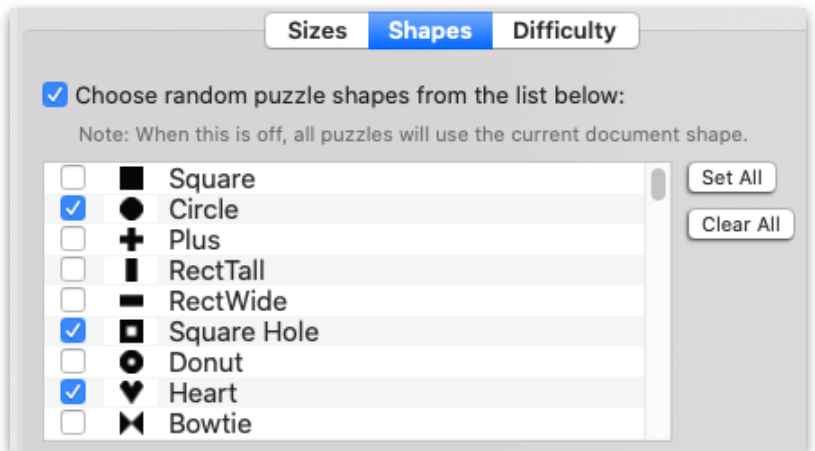 Sizes Shapes Difficulty
Choose random puzzle shapes from the list below:
Note: When this is off, all puzzles will use the current document shape.
Square
Set All
Circle
Clear All
Plus
RectTall
RectWide
Square Hole
Donut
Heart
Bowtie